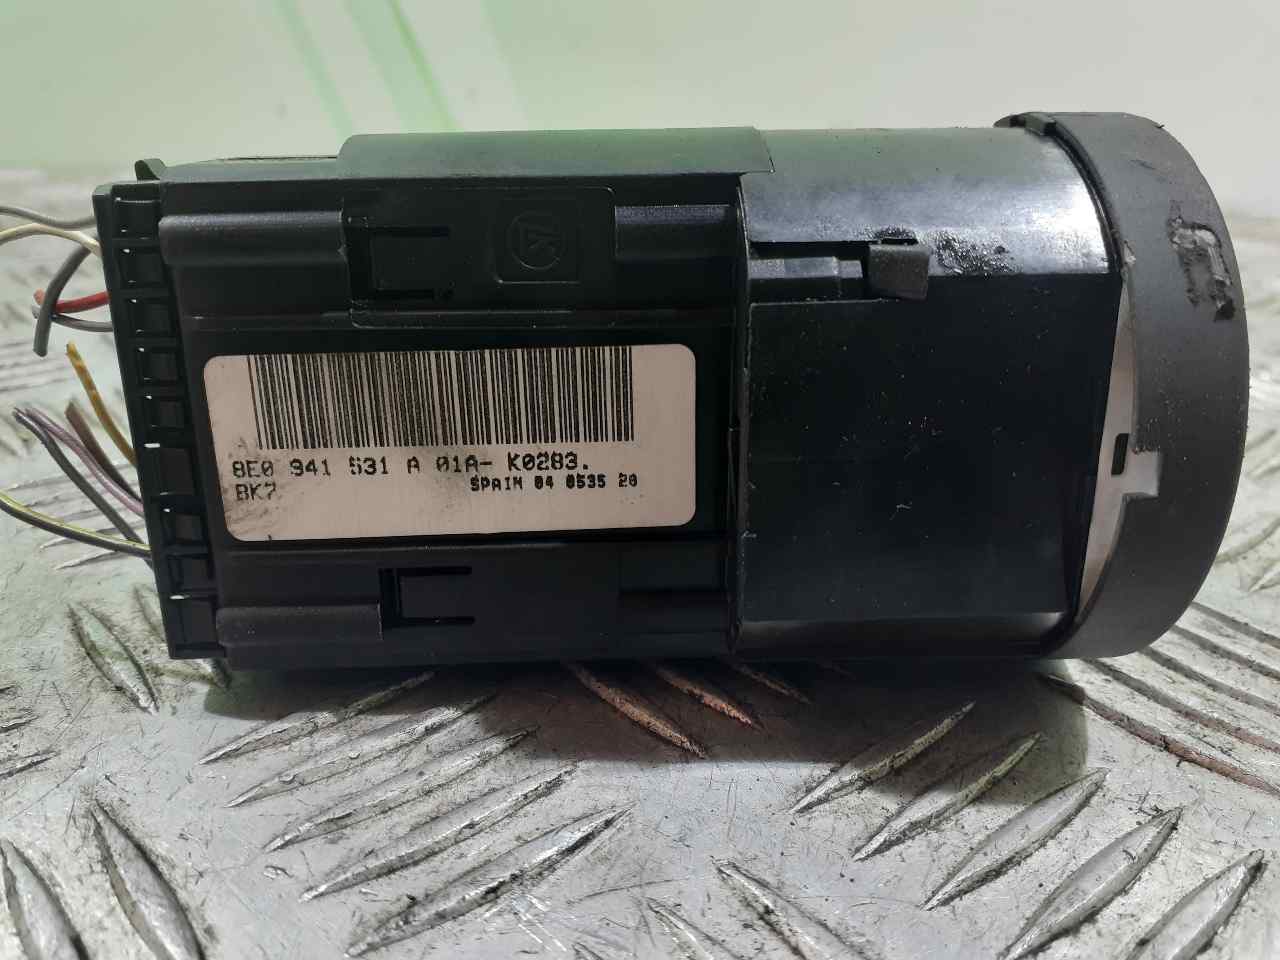 8E0 941 531 A 01A- K0283.
BK7
SPAIN 04 0535 20